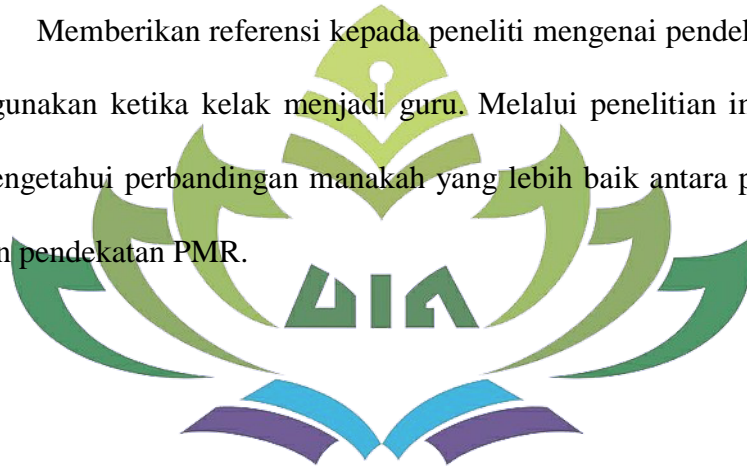 Memberikan referensi kepada peneliti mengenai pendek
gunakan ketika kelak menjadi guru. Melalui penelitian in
engetahui perbandingan manakah yang lebih baik antara p
n pendekatan PMR.
UIN